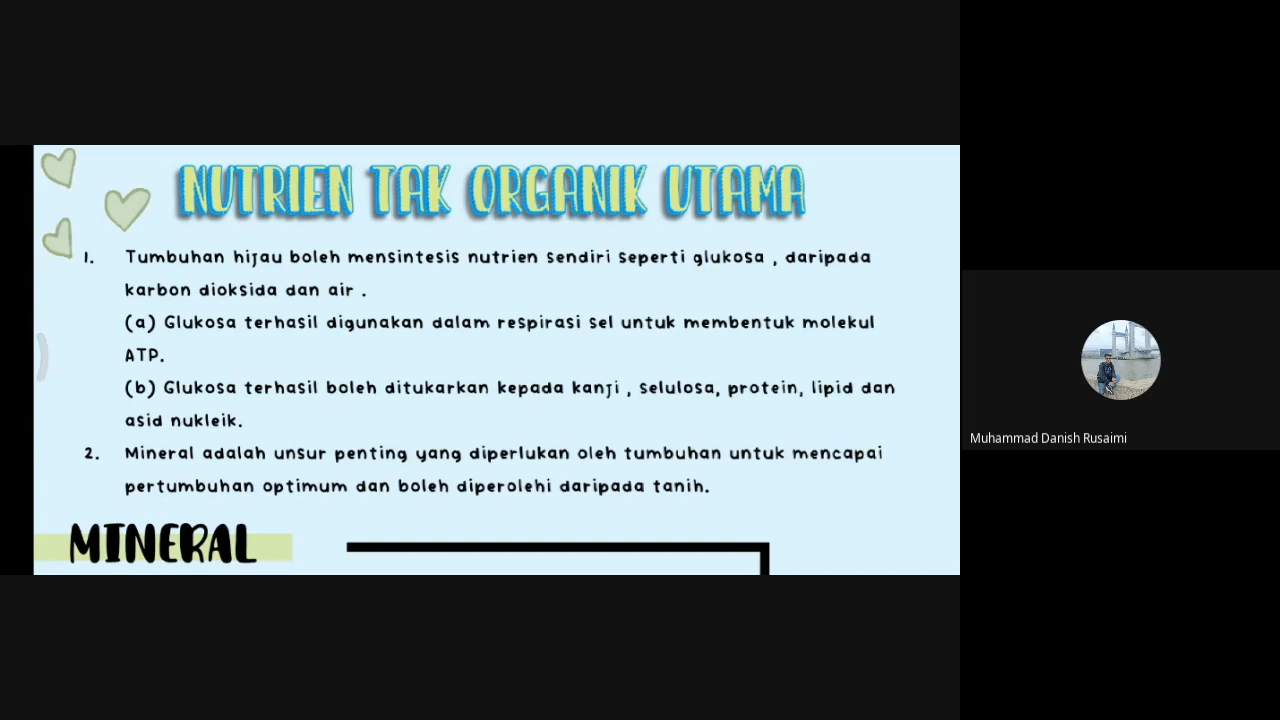 NUTRIEN TAK ORGANIK UTAMA
1. Tumbuhan hijau boleh mensintesis nutrien sendiri seperti glukosa , daripada
karbon dioksida dan air .
(a) Glukosa terhasil digunakan dalam respirasi sel untuk membentuk molekul
ATP.
(b) Glukosa terhasil boleh ditukarkan kepada kanji , selulosa, protein, lipid dan
asid nukleik.
2. Mineral adalah unsur penting yang diperlukan oleh tumbuhan untuk mencapai
pertumbuhan optimum dan boleh diperolehi daripada tanih.
MINERAL
Muhammad Danish Rusaimi